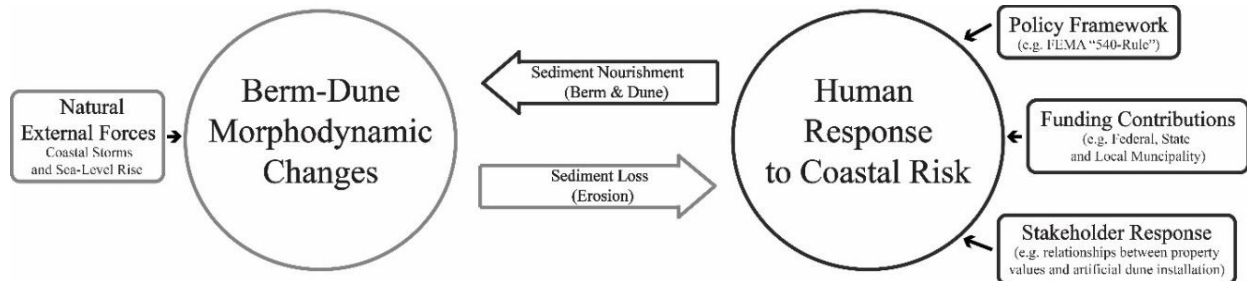 Natural
External Forces
Coastal Storms
and Sea-Level Rise
Berm-Dune
Morphodynamic
Changes
Sediment Nourishment
(Berm & Dune)
Sediment Loss
(Erosion)
Human
Response
to Coastal Risk
Policy Framework
(e.g. FEMA “540-Rule”)
Funding Contributions
(e.g. Federal, State
and Local Muncipality)
Stakeholder Response
(e.g. relationships between property
values and artificial dune installation)